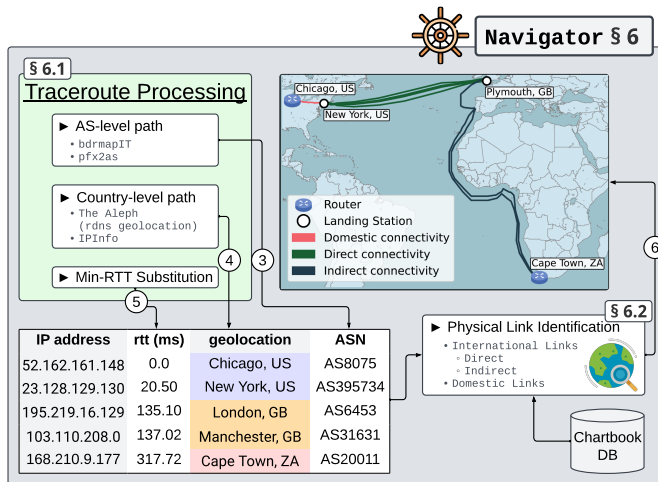 Navigator § 6
§ 6.1
Traceroute Processing
► AS-level path
• bdrmapIT
• pfx2as
► Country-level path
• The Aleph
(rdns geolocation)
• IPInfo
► Min-RTT Substitution
3
4
5
6
Chicago, US
New York, US
Plymouth, GB
Cape Town, ZA
Router
Landing Station
Domestic connectivity
Direct connectivity
Indirect connectivity
IP address rtt (ms) geolocation ASN
52.162.161.148 0.0 Chicago, US AS8075
23.128.129.130 20.50 New York, US AS395734
195.219.16.129 135.10 London, GB AS6453
103.110.208.0 137.02 Manchester, GB AS31631
168.210.9.177 317.72 Cape Town, ZA AS20011
§ 6.2
► Physical Link Identification
• International Links
◦ Direct
◦ Indirect
• Domestic Links
Chartbook
DB